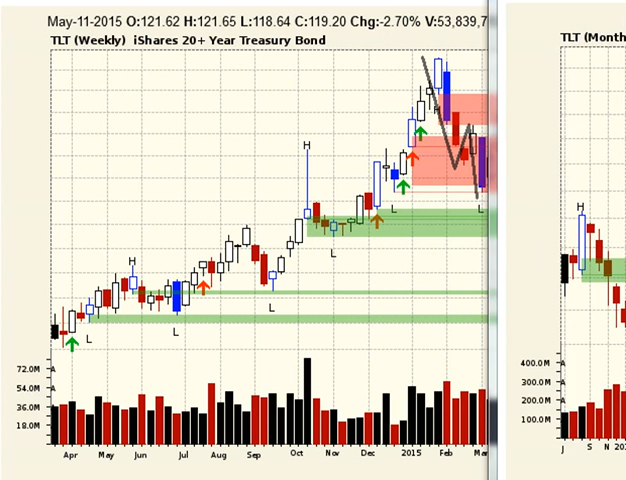 May-11-2015 O:121.62 H:121.65 L:118.64 C:119.20 Chg:-2.70% V:53,839,7
TLT (Weekly) iShares 20+ Year Treasury Bond
TLT (Month
H
H
H
H
L
L
L
L
L
L
72.0M
54.0M
36.0M
18.0M
A
A
A
A
400.0M
300.0M
200.0M
100.0M
A
A
A
A
Apr May Jun Jul Aug Sep Oct Nov Dec 2015 Feb Mar
J S N 201